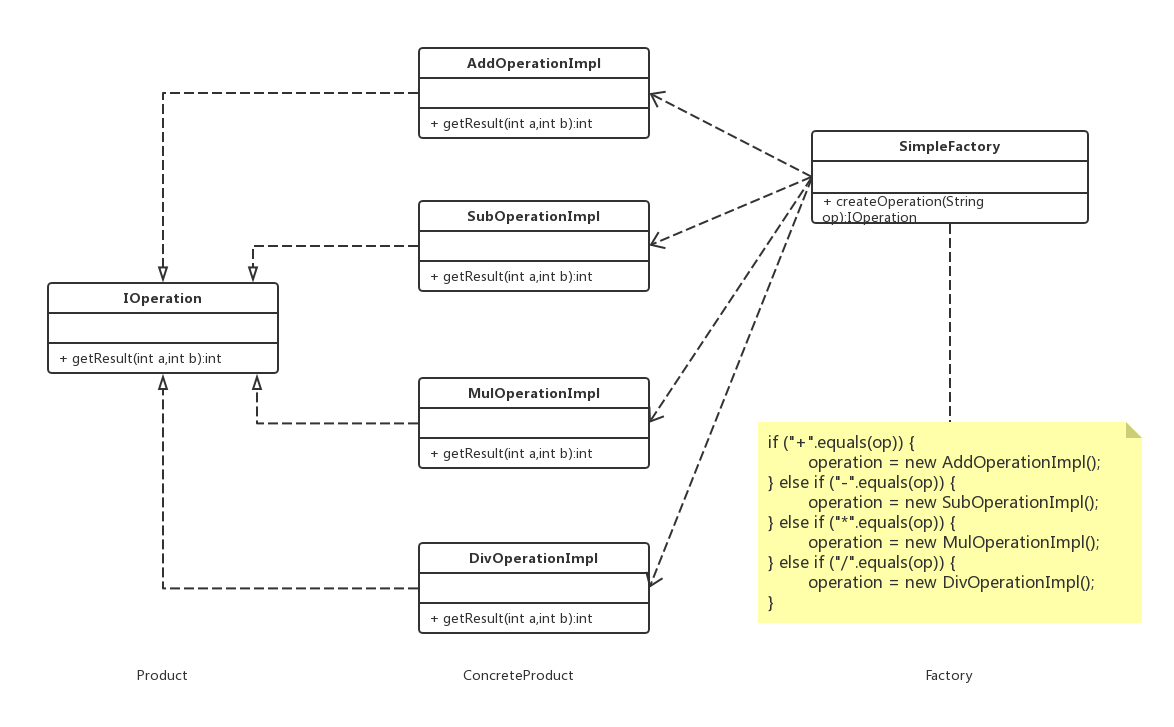 AddOperationImpl
+ getResult(int a,int b):int
SimpleFactory
+ createOperation(String
op):IOperation
SubOperationImpl
+ getResult(int a,int b):int
IOperation
+ getResult(int a,int b):int
MulOperationImpl
+ getResult(int a,int b):int
if ("+".equals(op)) {
operation = new AddOperationImpl();
} else if ("-".equals(op)) {
operation = new SubOperationImpl();
} else if ("*".equals(op)) {
operation = new MulOperationImpl();
} else if ("/".equals(op)) {
operation = new DivOperationImpl();
}
DivOperationImpl
+ getResult(int a,int b):int
Product
ConcreteProduct
Factory